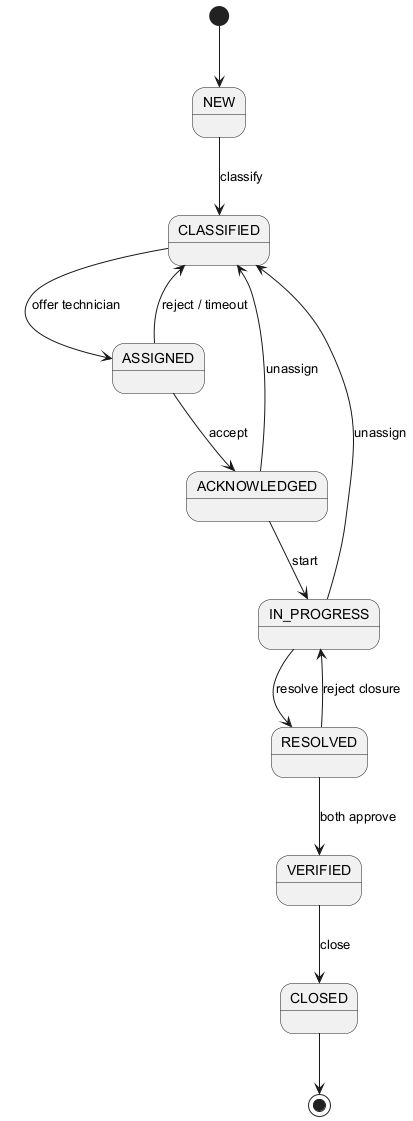 NEW
classify
CLASSIFIED
offer technician
reject / timeout
ASSIGNED
unassign
accept
unassign
ACKNOWLEDGED
start
IN_PROGRESS
resolve
reject closure
RESOLVED
both approve
VERIFIED
close
CLOSED